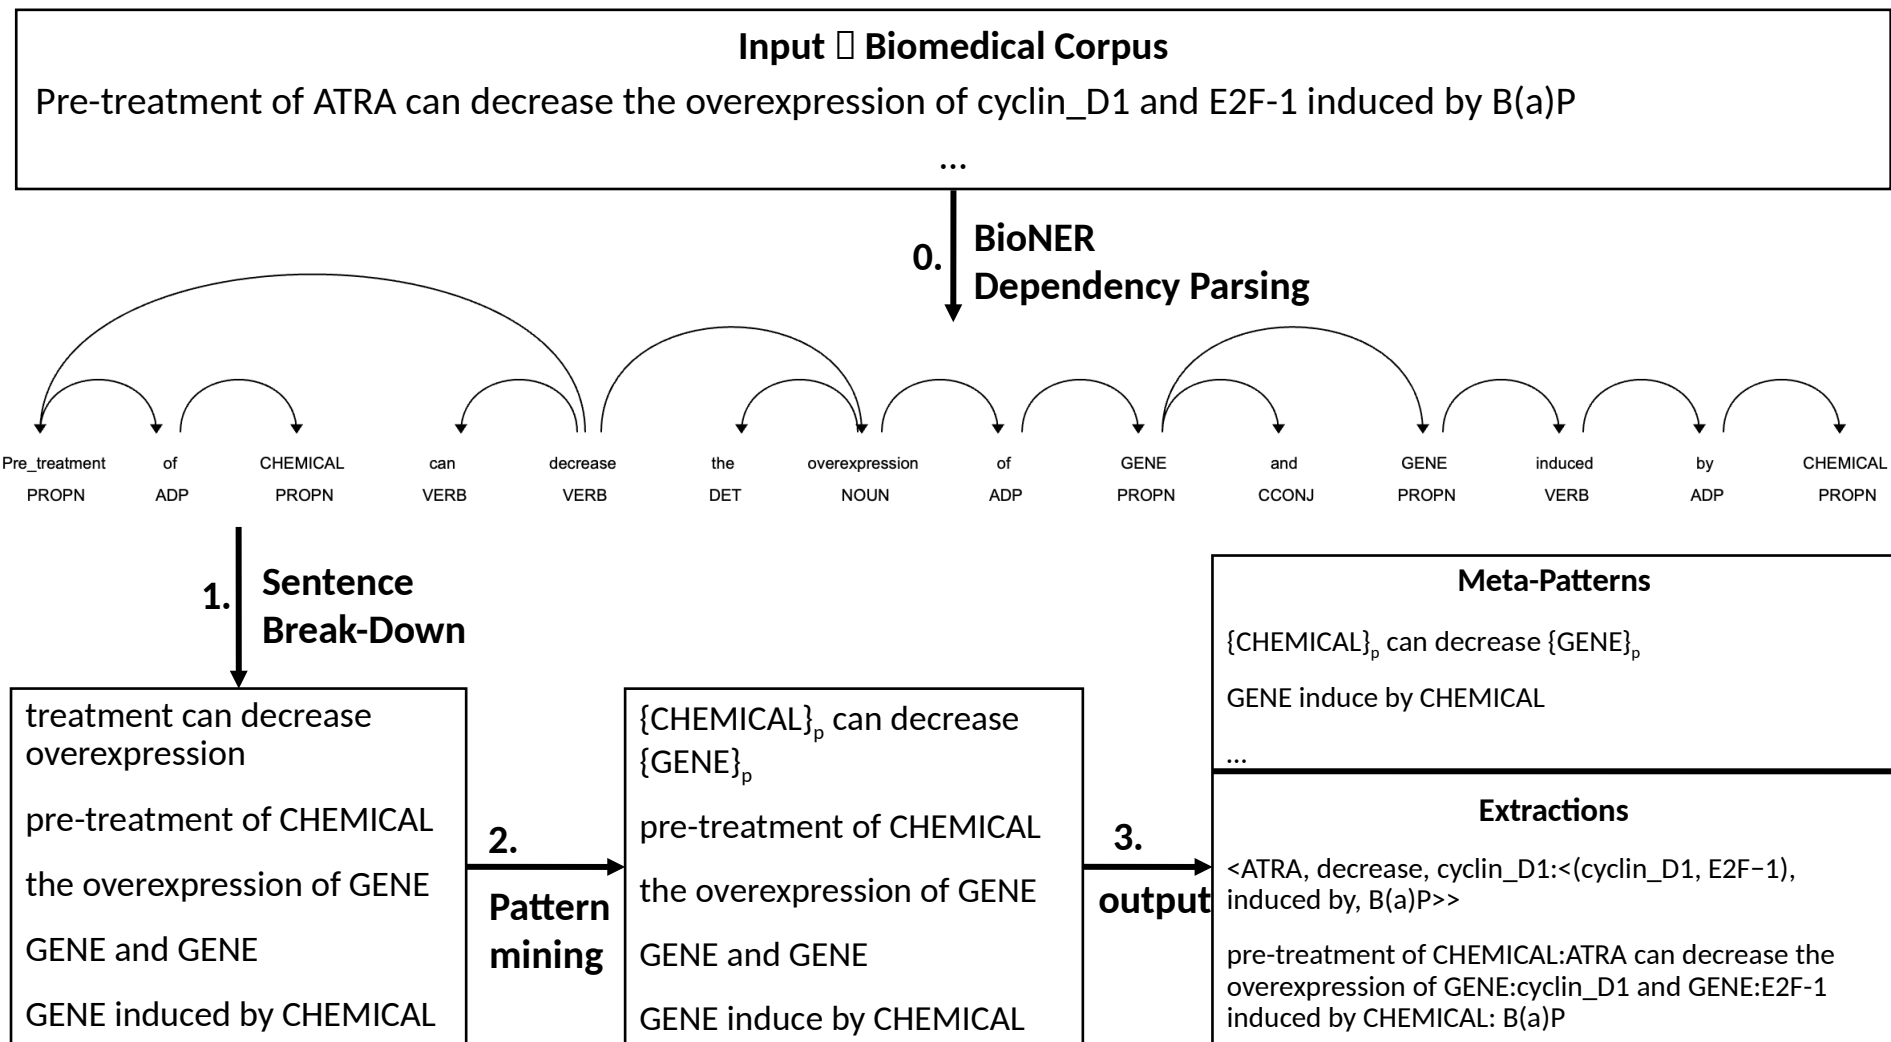 Input ▯ Biomedical Corpus
Pre-treatment of ATRA can decrease the overexpression of cyclin_D1 and E2F-1 induced by B(a)P
...
0.
BioNER
Dependency Parsing
Pre_treatment of CHEMICAL can decrease the overexpression of GENE and GENE induced by CHEMICAL
PROPN ADP PROPN VERB VERB DET NOUN ADP PROPN CCONJ PROPN VERB ADP PROPN
1.
Sentence
Break-Down
treatment can decrease
overexpression
pre-treatment of CHEMICAL
the overexpression of GENE
GENE and GENE
GENE induced by CHEMICAL
2.
Pattern
mining
{CHEMICAL}p can decrease
{GENE}p
pre-treatment of CHEMICAL
the overexpression of GENE
GENE and GENE
GENE induce by CHEMICAL
3.
output
Meta-Patterns
{CHEMICAL}p can decrease {GENE}p
GENE induce by CHEMICAL
...
Extractions
<ATRA, decrease, cyclin_D1:<(cyclin_D1, E2F−1),
induced by, B(a)P>>
pre-treatment of CHEMICAL:ATRA can decrease the
overexpression of GENE:cyclin_D1 and GENE:E2F-1
induced by CHEMICAL: B(a)P